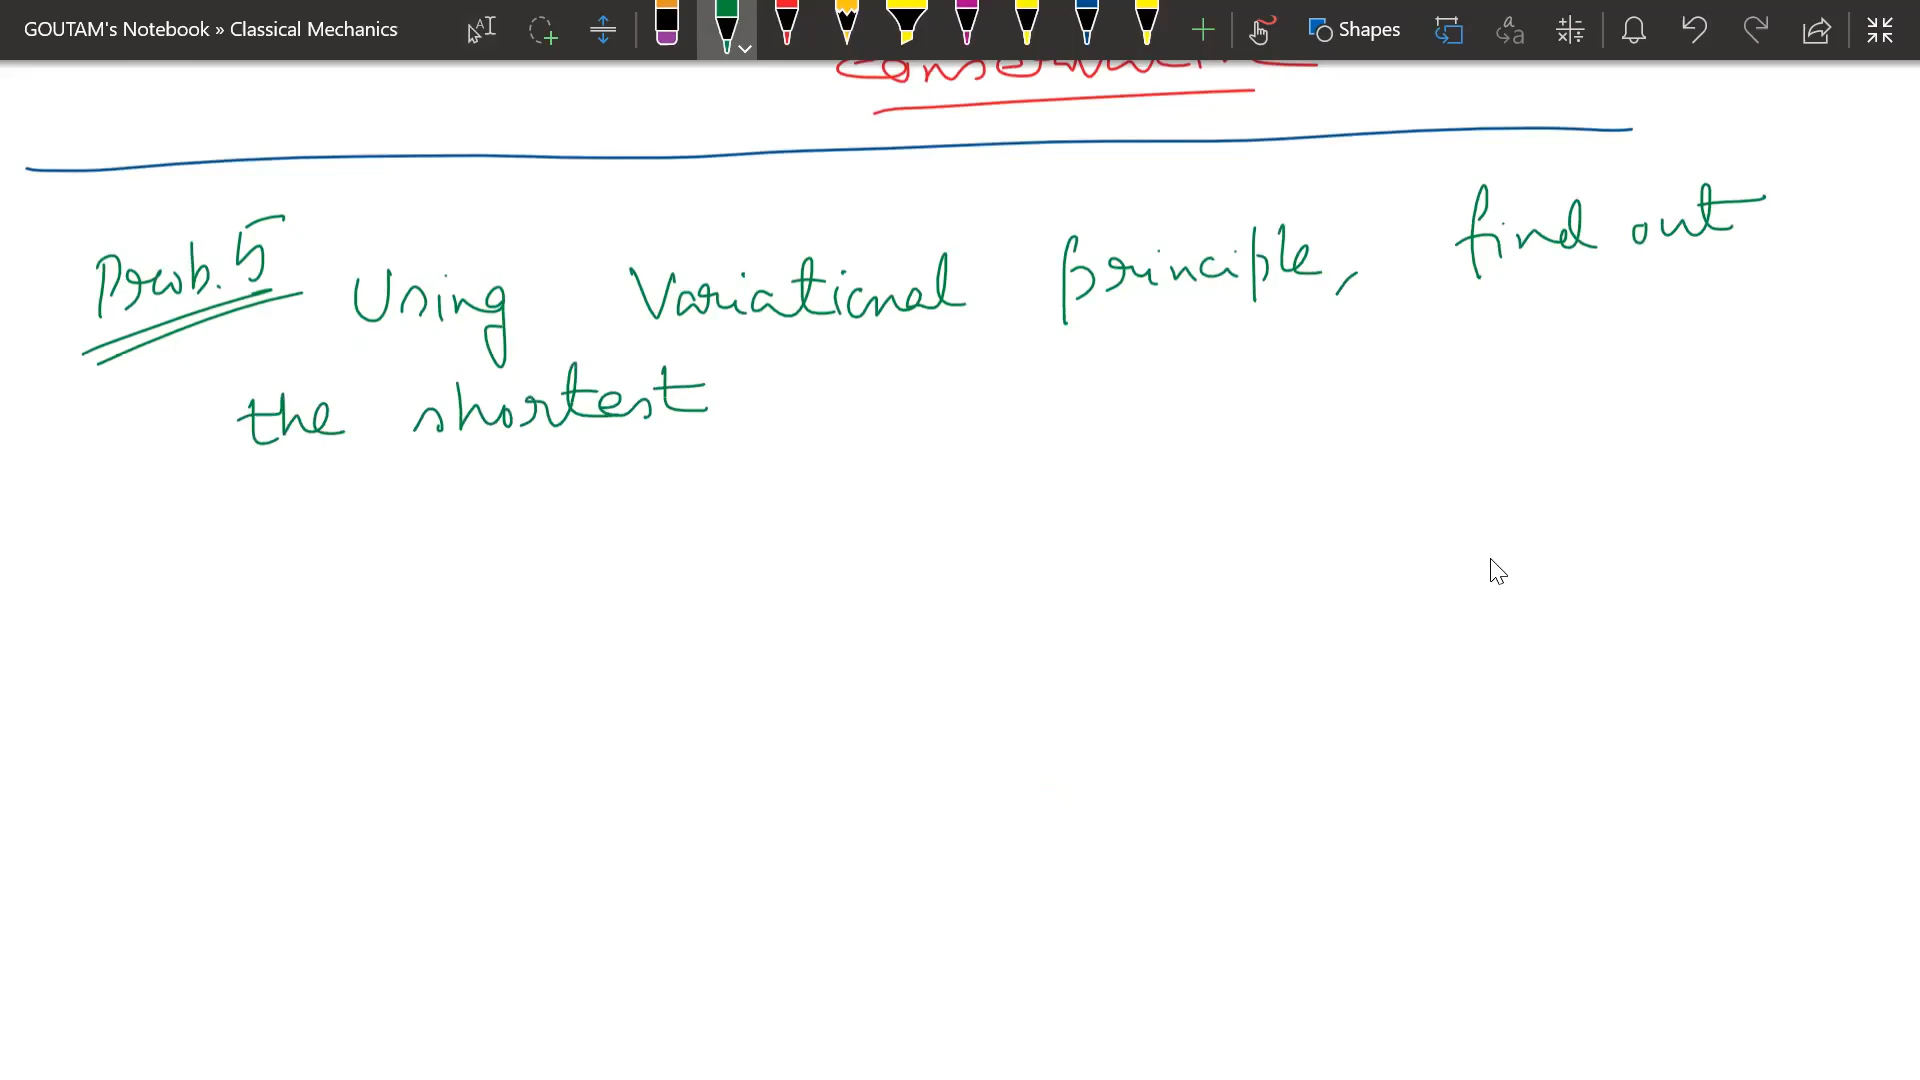 GOUTAM's Notebook » Classical Mechanics
Shapes
Prob. 5 Using Variational principle, find out
the shortest